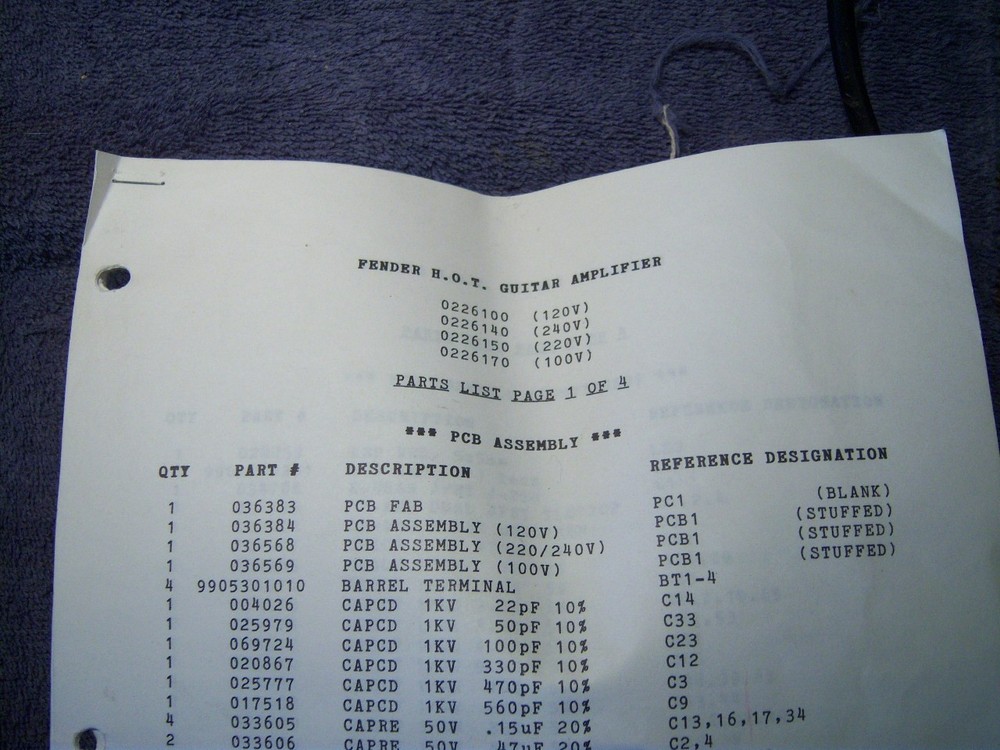 FENDER H.O.T. GUITAR AMPLIFIER
0226100 (120V)
0226140 (240V)
0226150 (220V)
0226170 (100V)
PARTS LIST PAGE 1 OF 4
*** PCB ASSEMBLY ***
QTY PART # DESCRIPTION REFERENCE DESIGNATION
1 036383 PCB FAB PC1 (BLANK)
1 036384 PCB ASSEMBLY (120V) PCB1 (STUFFED)
1 036568 PCB ASSEMBLY (220/240V) PCB1 (STUFFED)
1 036569 PCB ASSEMBLY (100V) PCB1 (STUFFED)
4 9905301010 BARREL TERMINAL BT1-4
1 004026 CAPCD 1KV 22pF 10% C14
1 025979 CAPCD 1KV 50pF 10% C33
1 069724 CAPCD 1KV 100pF 10% C23
1 020867 CAPCD 1KV 330pF 10% C12
1 025777 CAPCD 1KV 470pF 10% C3
1 017518 CAPCD 1KV 560pF 10% C9
4 033605 CAPRE 50V .15uF 20% C13,16,17,34
2 033606 CAPRE 50V .47uF 20% C2,4